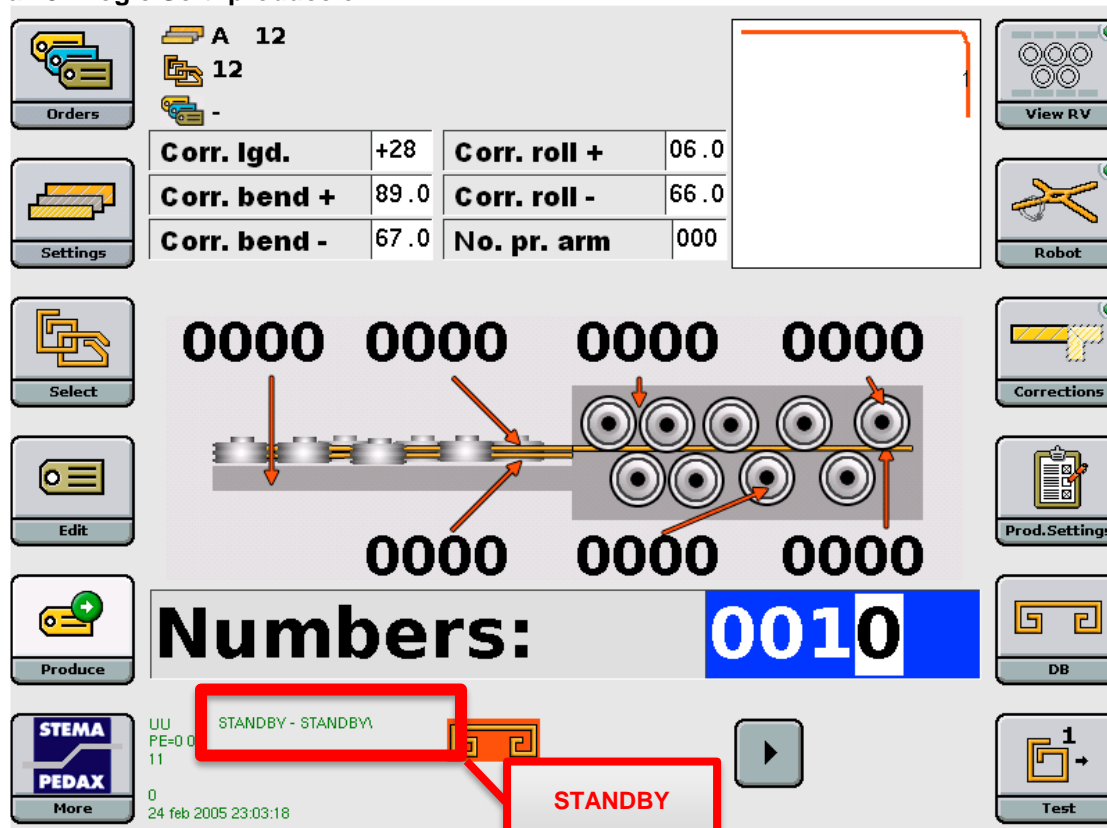 Orders
A 12
12
-
View RV
Corr. lgd. +28 Corr. roll + 06.0
Corr. bend + 89.0 Corr. roll - 66.0
Corr. bend - 67.0 No. pr. arm 000
1
Settings
Robot
Select
0000 0000 0000 0000
Corrections
Edit
0000 0000 0000
Prod.Settings
Numbers: 0010
Produce
DB
STEMA
PEDAX
More
UU STANDBY - STANDBY\
PE=0 0
11
0
24 feb 2005 23:03:18
STANDBY
1
Test